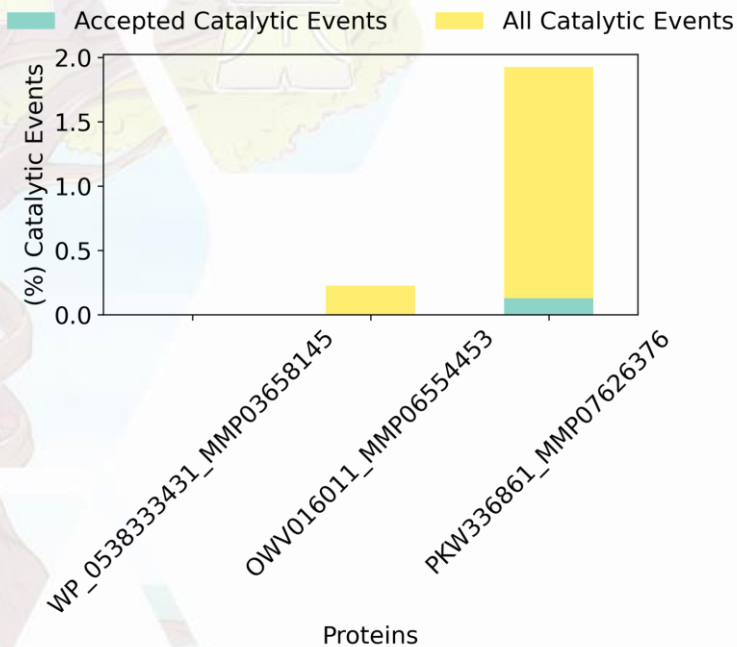 Accepted Catalytic Events
All Catalytic Events
(%) Catalytic Events
2.0
1.5
1.0
0.5
0.0
WP_0538333431_MMP03658145
OWV016011_MMP06554453
PKW336861_MMP07626376
Proteins